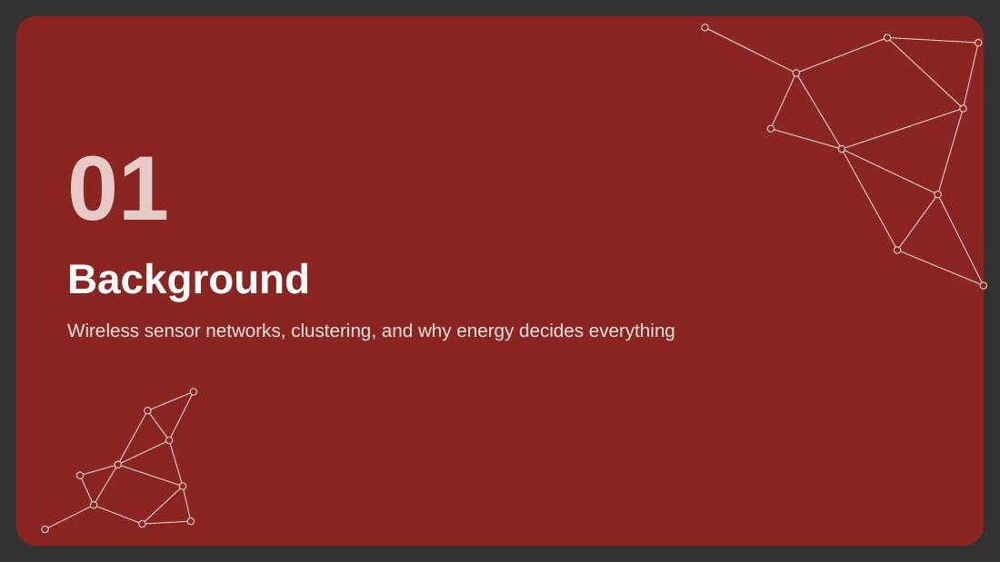 01
Background
Wireless sensor networks, clustering, and why energy decides everything